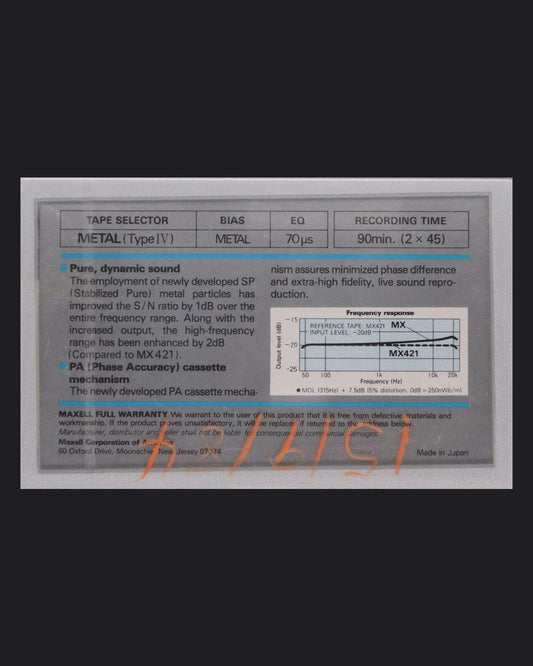 TAPE SELECTOR BIAS EQ RECORDING TIME
METAL (Type IV) METAL 70 μs 90min. (2 × 45)
Pure, dynamic sound
The employment of newly developed SP
(Stabilized Pure) metal particles has
improved the S/N ratio by 1dB over the
entire frequency range. Along with the
increased output, the high-frequency
range has been enhanced by 2dB
(Compared to MX421).
PA (Phase Accuracy) cassette
mechanism
The newly developed PA cassette mecha-
nism assures minimized phase difference
and extra-high fidelity, live sound repro-
duction.
Frequency response
Output level (dB)
-15
-20
-25
REFERENCE TAPE: MX421
INPUT LEVEL: -20dB
MX
MX421
50 100 1k 10k 20k
Frequency (Hz)
● MOL (315Hz) + 7.5dB (5% distortion, 0dB=250nWb/m)
MAXELL FULL WARRANTY We warrant to the user of this product that it is free from defective materials and
workmanship. If the product proves unsatisfactory, it will be replaced if returned to the address below.
Manufacturer, distributor and seller shall not be liable for consequential commercial damages.
Maxell Corporation of America
60 Oxford Drive, Moonachie, New Jersey 07074
Made in Japan